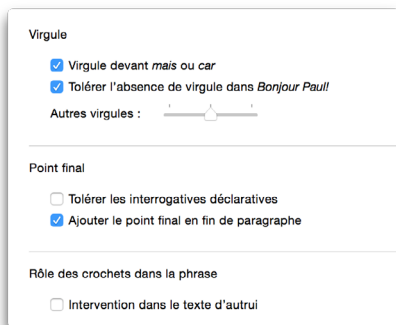 Virgule
Virgule devant mais ou car
Tolérer l'absence de virgule dans Bonjour Paul!
Autres virgules :
Point final
Tolérer les interrogatives déclaratives
Ajouter le point final en fin de paragraphe
Rôle des crochets dans la phrase
Intervention dans le texte d'autrui